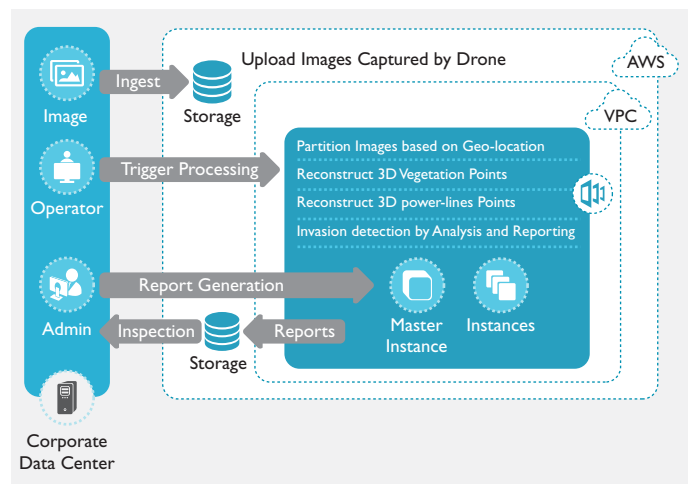 Upload Images Captured by Drone
AWS
Ingest
Image
Storage
VPC
Partition Images based on Geo-location
Trigger Processing
Reconstruct 3D Vegetation Points
Operator
Reconstruct 3D power-lines Points
Invasion detection by Analysis and Reporting
Report Generation
Admin
Inspection
Reports
Master
Instance
Instances
Storage
Corporate
Data Center